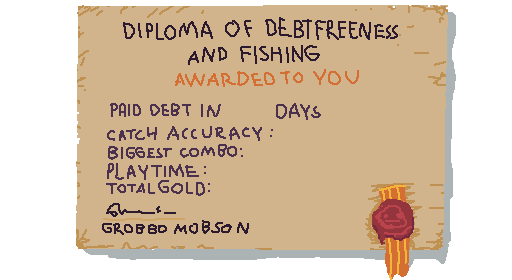 DIPLOMA OF DEBTFREENESS
AND FISHING
AWARDED TO YOU
PAID DEBT IN DAYS
CATCH ACCURACY:
BIGGEST COMBO:
PLAYTIME:
TOTAL GOLD:
GROBBO MOBSON